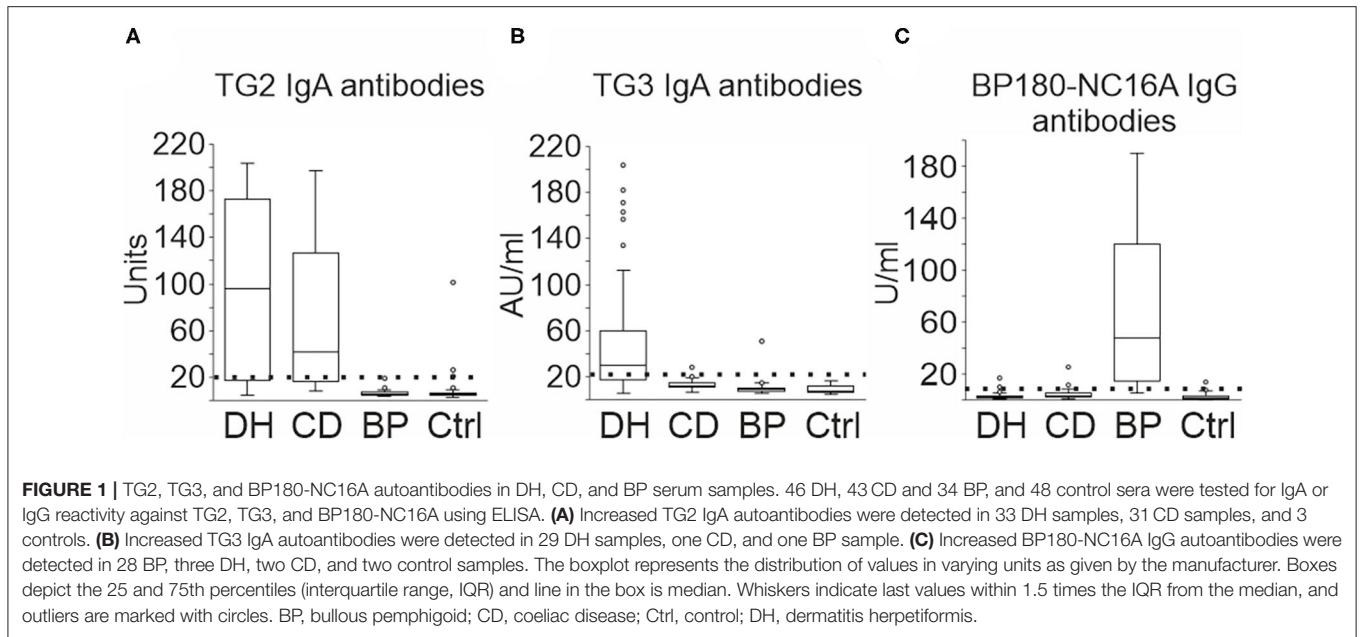 A
B
C
TG2 IgA antibodies
TG3 IgA antibodies
BP180-NC16A IgG
antibodies
Units
220
180
140
100
60
20
DH CD BP Ctrl
AU/ml
220
180
140
100
60
20
DH CD BP Ctrl
U/ml
180
140
100
60
20
DH CD BP Ctrl
FIGURE 1 | TG2, TG3, and BP180-NC16A autoantibodies in DH, CD, and BP serum samples. 46 DH, 43 CD and 34 BP, and 48 control sera were tested for IgA or
IgG reactivity against TG2, TG3, and BP180-NC16A using ELISA. (A) Increased TG2 IgA autoantibodies were detected in 33 DH samples, 31 CD samples, and 3
controls. (B) Increased TG3 IgA autoantibodies were detected in 29 DH samples, one CD, and one BP sample. (C) Increased BP180-NC16A IgG autoantibodies were
detected in 28 BP, three DH, two CD, and two control samples. The boxplot represents the distribution of values in varying units as given by the manufacturer. Boxes
depict the 25 and 75th percentiles (interquartile range, IQR) and line in the box is median. Whiskers indicate last values within 1.5 times the IQR from the median, and
outliers are marked with circles. BP, bullous pemphigoid; CD, coeliac disease; Ctrl, control; DH, dermatitis herpetiformis.